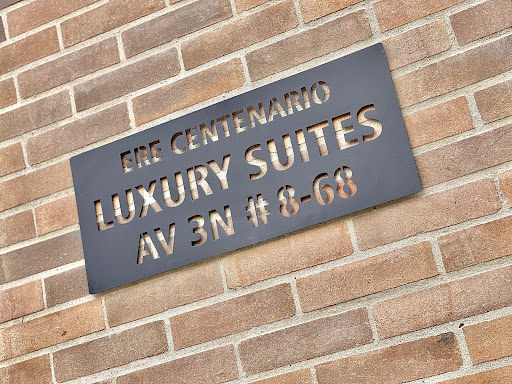 ERE CENTENARIO
LUXURY SUITES
AV 3N # 8-68